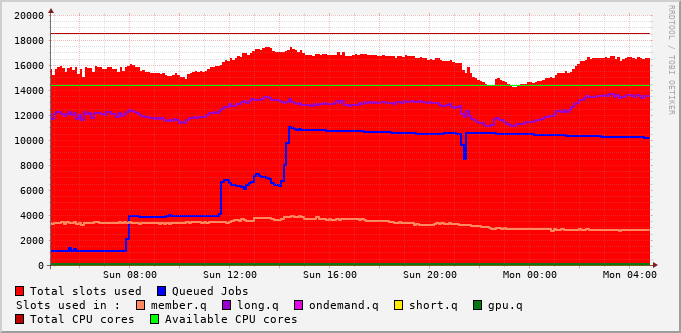 20000
18000
16000
14000
12000
10000
8000
6000
4000
2000
0
Sun 08:00 Sun 12:00 Sun 16:00 Sun 20:00 Mon 00:00 Mon 04:00
Total slots used Queued Jobs
Slots used in : member.q long.q ondemand.q short.q gpu.q
Total CPU cores Available CPU cores
RRDTOOL / TOBI OETIKER